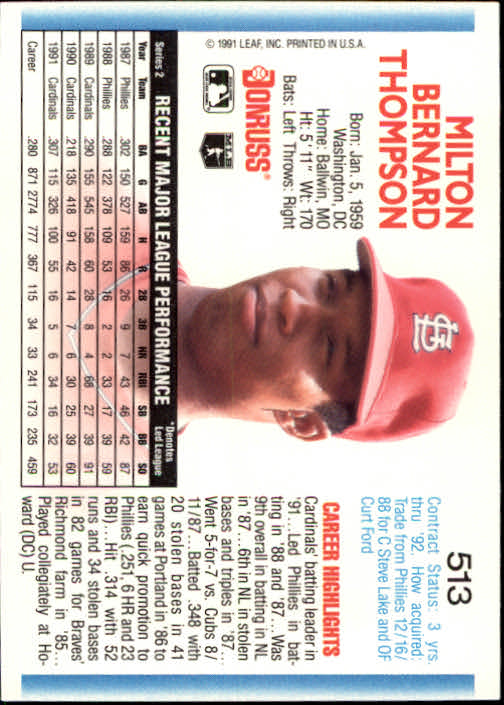 513
MILTON
BERNARD
THOMPSON
Contract Status: 3 yrs.
thru '92. How acquired:
Trade from Phillies 12/16/
88 for C Steve Lake and OF
Curt Ford
Born: Jan. 5, 1959
Washington, DC
Home: Ballwin, MO
Ht: 5' 11" Wt: 170
Bats: Left Throws: Right
DONRUSS
MLB
© 1991 LEAF, INC. PRINTED IN U.S.A.
CAREER HIGHLIGHTS
Cardinals' batting leader in
'91...Led Phillies in bat-
ting in '88 and '87...Was
9th overall in batting in NL
in '87...6th in NL in stolen
bases and triples in '87...
Went 5-for-7 vs. Cubs 8/
11/87...Batted .348 with
20 stolen bases in 41
games at Portland in '86 to
earn quick promotion to
Phillies (.251, 6 HR and 23
RBI)...Hit .314 with 52
runs and 34 stolen bases
in 82 games for Braves'
Richmond farm in '85...
Played collegiately at Ho-
ward (DC) U.
Series 2 RECENT MAJOR LEAGUE PERFORMANCE *Denotes Led League
Year Team BA G AB H R 2B 3B HR RBI SB BB SO
1987 Phillies .302 150 527 159 86 26 9 7 43 46 42 87
1988 Phillies .288 122 378 109 53 16 2 2 33 17 39 59
1989 Cardinals .290 155 545 158 60 28 8 4 68 27 39 91
1990 Cardinals .218 135 418 91 42 14 7 6 30 25 39 60
1991 Cardinals .307 115 326 100 55 16 5 6 34 16 32 53
Career .280 871 2774 777 367 115 34 33 241 173 235 459